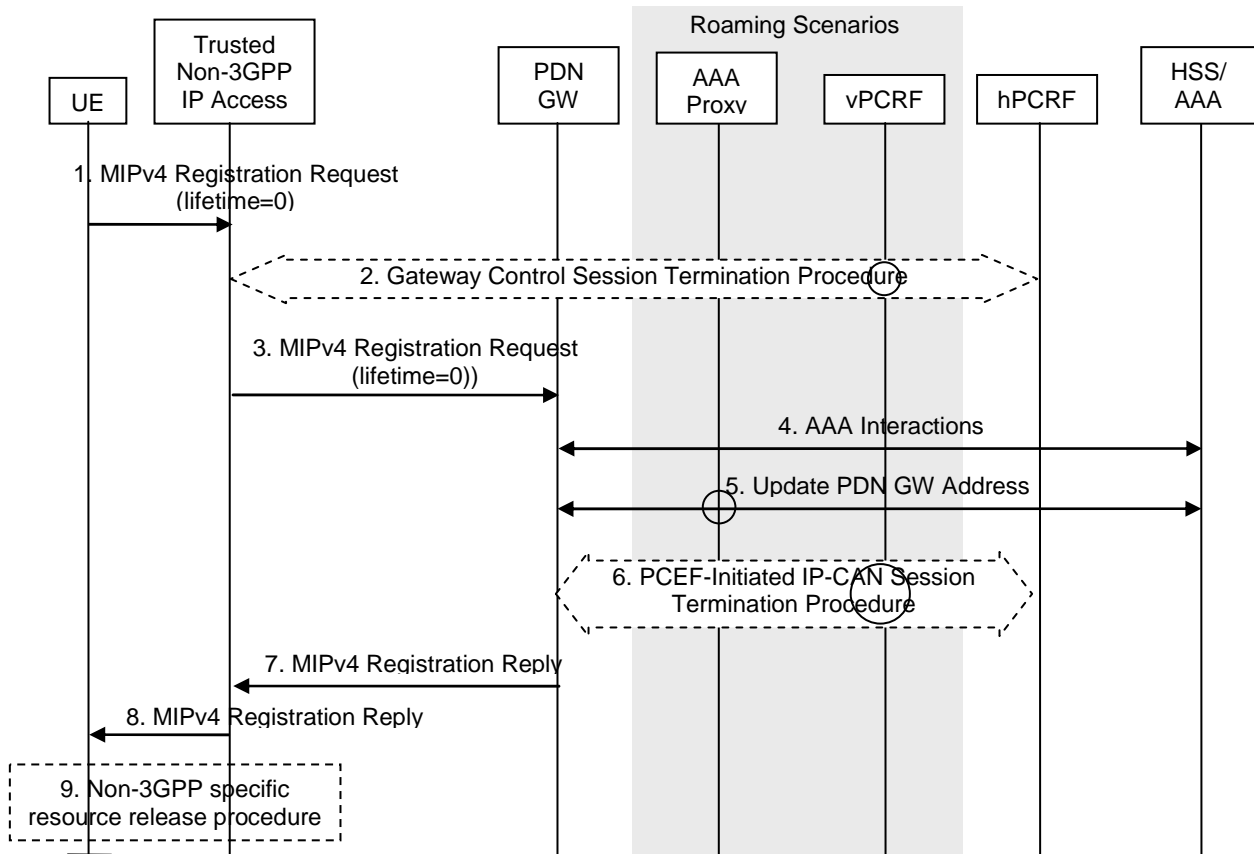 Roaming Scenarios
UE
Trusted
Non-3GPP
IP Access
PDN
GW
AAA
Proxy
vPCRF
hPCRF
HSS/
AAA
1. MIPv4 Registration Request
(lifetime=0)
2. Gateway Control Session Termination Procedure
3. MIPv4 Registration Request
(lifetime=0))
4. AAA Interactions
5. Update PDN GW Address
6. PCEF-Initiated IP-CAN Session
Termination Procedure
7. MIPv4 Registration Reply
8. MIPv4 Registration Reply
9. Non-3GPP specific
resource release procedure